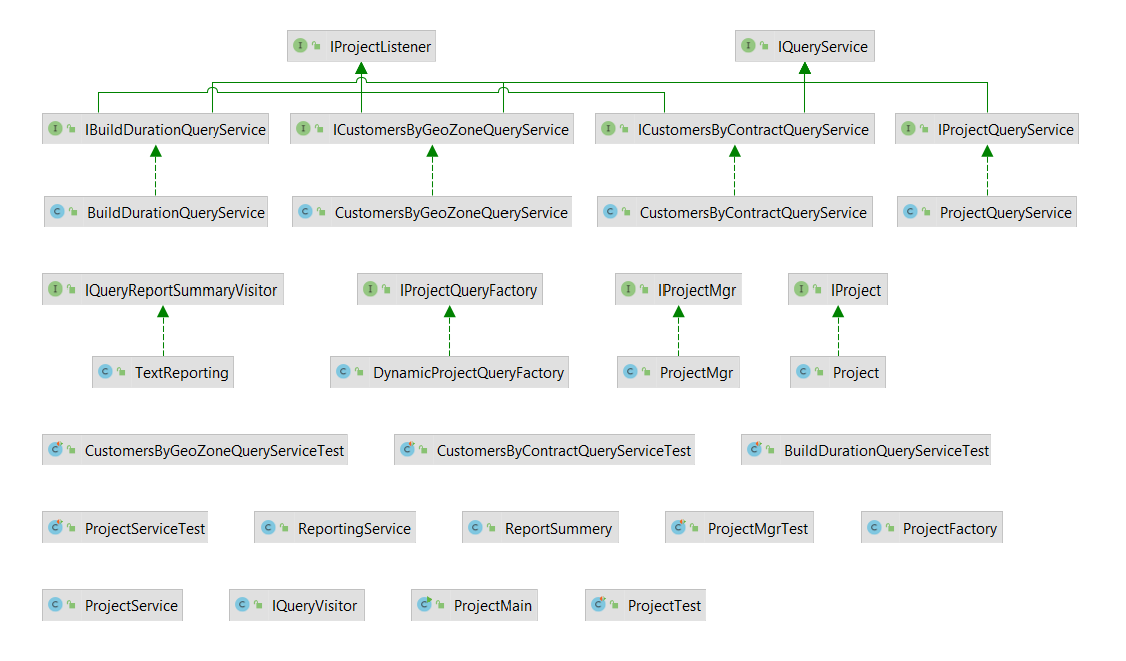 IProjectListener IQueryService
IBuildDurationQueryService ICustomersByGeoZoneQueryService ICustomersByContractQueryService IProjectQueryService
BuildDurationQueryService CustomersByGeoZoneQueryService CustomersByContractQueryService ProjectQueryService
IQueryReportSummaryVisitor IProjectQueryFactory IProjectMgr IProject
TextReporting DynamicProjectQueryFactory ProjectMgr Project
CustomersByGeoZoneQueryServiceTest CustomersByContractQueryServiceTest BuildDurationQueryServiceTest
ProjectServiceTest ReportingService ReportSummery ProjectMgrTest ProjectFactory
ProjectService IQueryVisitor ProjectMain ProjectTest